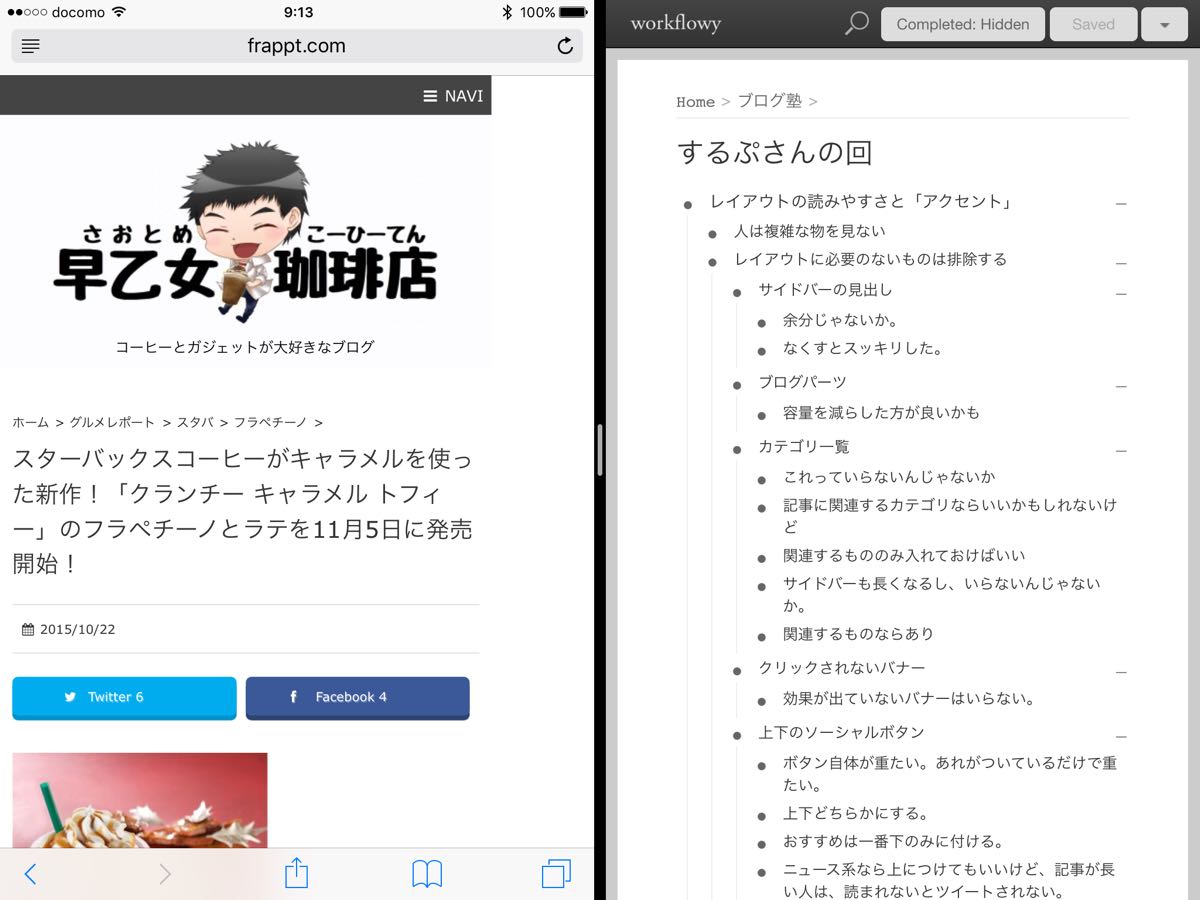 docomo 9:13 100%
frappt.com
NAVI
さおとめ こーひーてん
早乙女 珈琲店
コーヒーとガジェットが大好きなブログ
ホーム > グルメレポート > スタバ > フラペチーノ >
スターバックスコーヒーがキャラメルを使っ
た新作！「クランチー キャラメル トフィ
ー」のフラペチーノとラテを11月5日に発売
開始！
2015/10/22
Twitter 6 Facebook 4
workflowy Completed: Hidden Saved
Home > ブログ塾 >
するぷさんの回
レイアウトの読みやすさと「アクセント」
人は複雑な物を見ない
レイアウトに必要のないものは排除する
サイドバーの見出し
余分じゃないか。
なくすとスッキリした。
ブログパーツ
容量を減らした方が良いかも
カテゴリ一覧
これっていらないんじゃないか
記事に関連するカテゴリならいいかもしれないけ
ど
関連するもののみ入れておけばいい
サイドバーも長くなるし、いらないんじゃない
か。
関連するものならあり
クリックされないバナー
効果が出ていないバナーはいらない。
上下のソーシャルボタン
ボタン自体が重たい。あれがついているだけで重
たい。
上下どちらかにする。
おすすめは一番下のみに付ける。
ニュース系なら上につけてもいいけど、記事が長
い人は、読まれないとツイートされない。